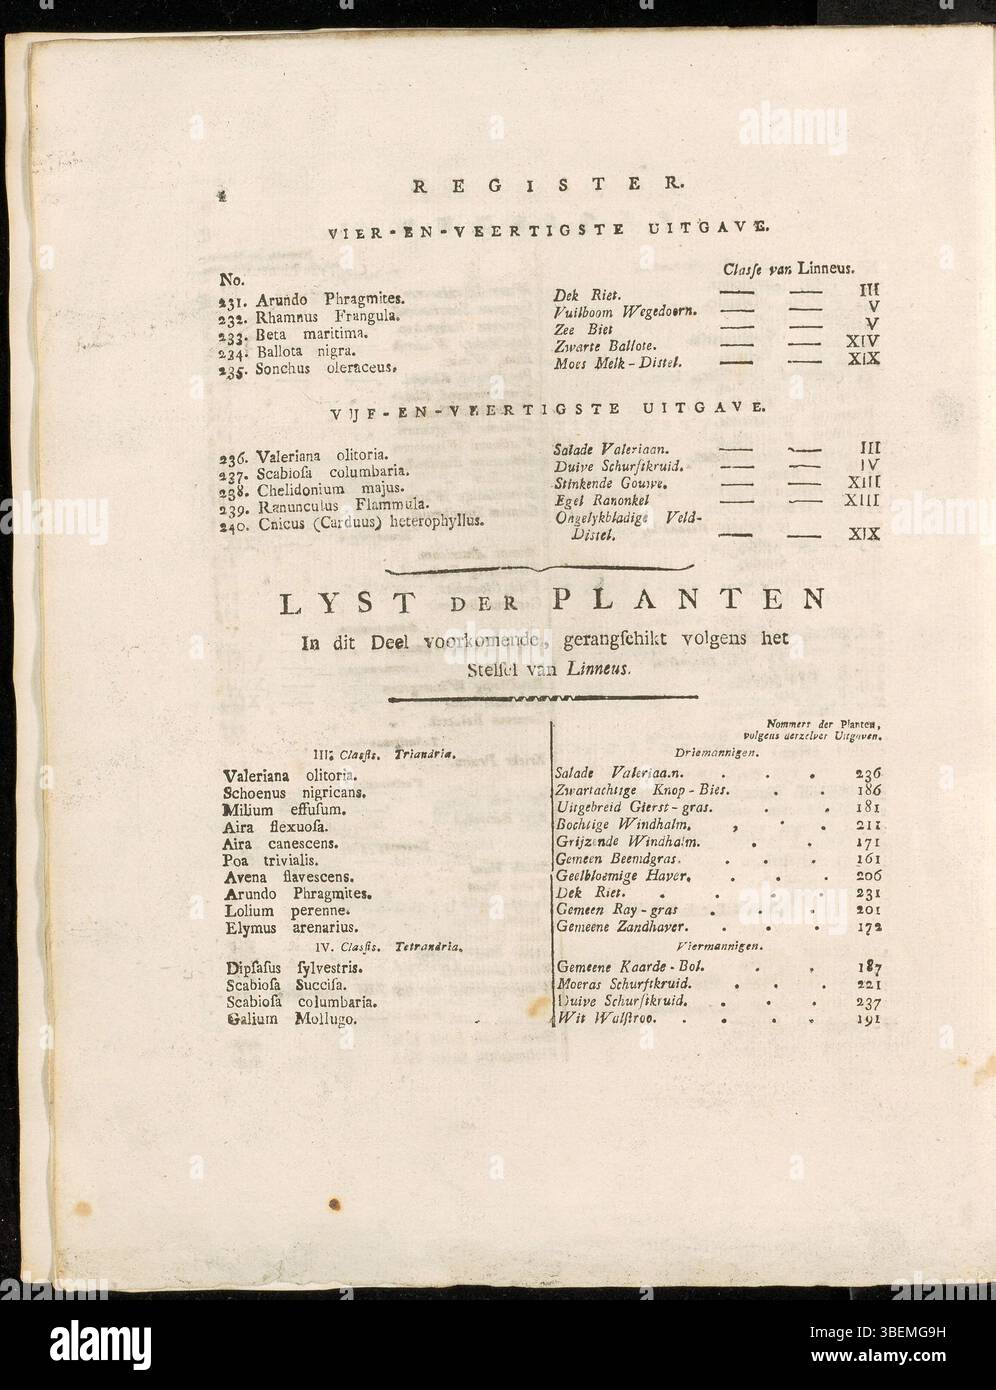 4 REGISTER.
VIER-EN-VEERTIGSTE UITGAVE.
No. Claſſe van Linneus.
231. Arundo Phragmites. Dek Riet. — — III
232. Rhamnus Frangula. Vuilboom Wegedoorn. — — V
233. Beta maritima. Zee Biet — — V
234. Ballota nigra. Zwarte Ballote. — — XIV
235. Sonchus oleraceus. Moes Melk-Distel. — — XIX
VIJF-EN-VEERTIGSTE UITGAVE.
236. Valeriana olitoria. Salade Valeriaan. — — III
237. Scabioſa columbaria. Duive Schurftkruid. — — IV
238. Chelidonium majus. Stinkende Gouwe. — — XIII
239. Ranunculus Flammula. Egel Ranonkel — — XIII
240. Cnicus (Carduus) heterophyllus. Ongelykbladige Veld-
Distel. — — XIX
LYST DER PLANTEN
In dit Deel voorkomende, gerangſchikt volgens het
Stelſel van Linneus.
Nommers der Planten,
volgens derzelver Uitgaven.
III. Claſſis. Triandria. Driemannigen.
Valeriana olitoria. Salade Valeriaan. . . . 236
Schoenus nigricans. Zwartachtige Knop-Bies. . . 186
Milium effuſum. Uitgebreid Gierst-gras. . . 181
Aira flexuoſa. Bochtige Windhalm. . . . 211
Aira canescens. Grijzende Windhalm. . . 171
Poa trivialis. Gemeen Beemdgras. . . . 161
Avena flavescens. Geelbloemige Haver. . . . 206
Arundo Phragmites. Dek Riet. . . . . 231
Lolium perenne. Gemeen Ray-gras . . . 201
Elymus arenarius. Gemeene Zandhaver. . . . 172
IV. Claſſis. Tetrandria. Viermannigen.
Dipſaſus ſylvestris. Gemeene Kaarde-Bol. . . 187
Scabioſa Succiſa. Moeras Schurftkruid. . . . 221
Scabioſa columbaria. Duive Schurftkruid. . . . 237
Galium Mollugo. Wit Walſtroo. . . . . 191
alamy
Image ID: 3BEMG9H
www.alamy.com